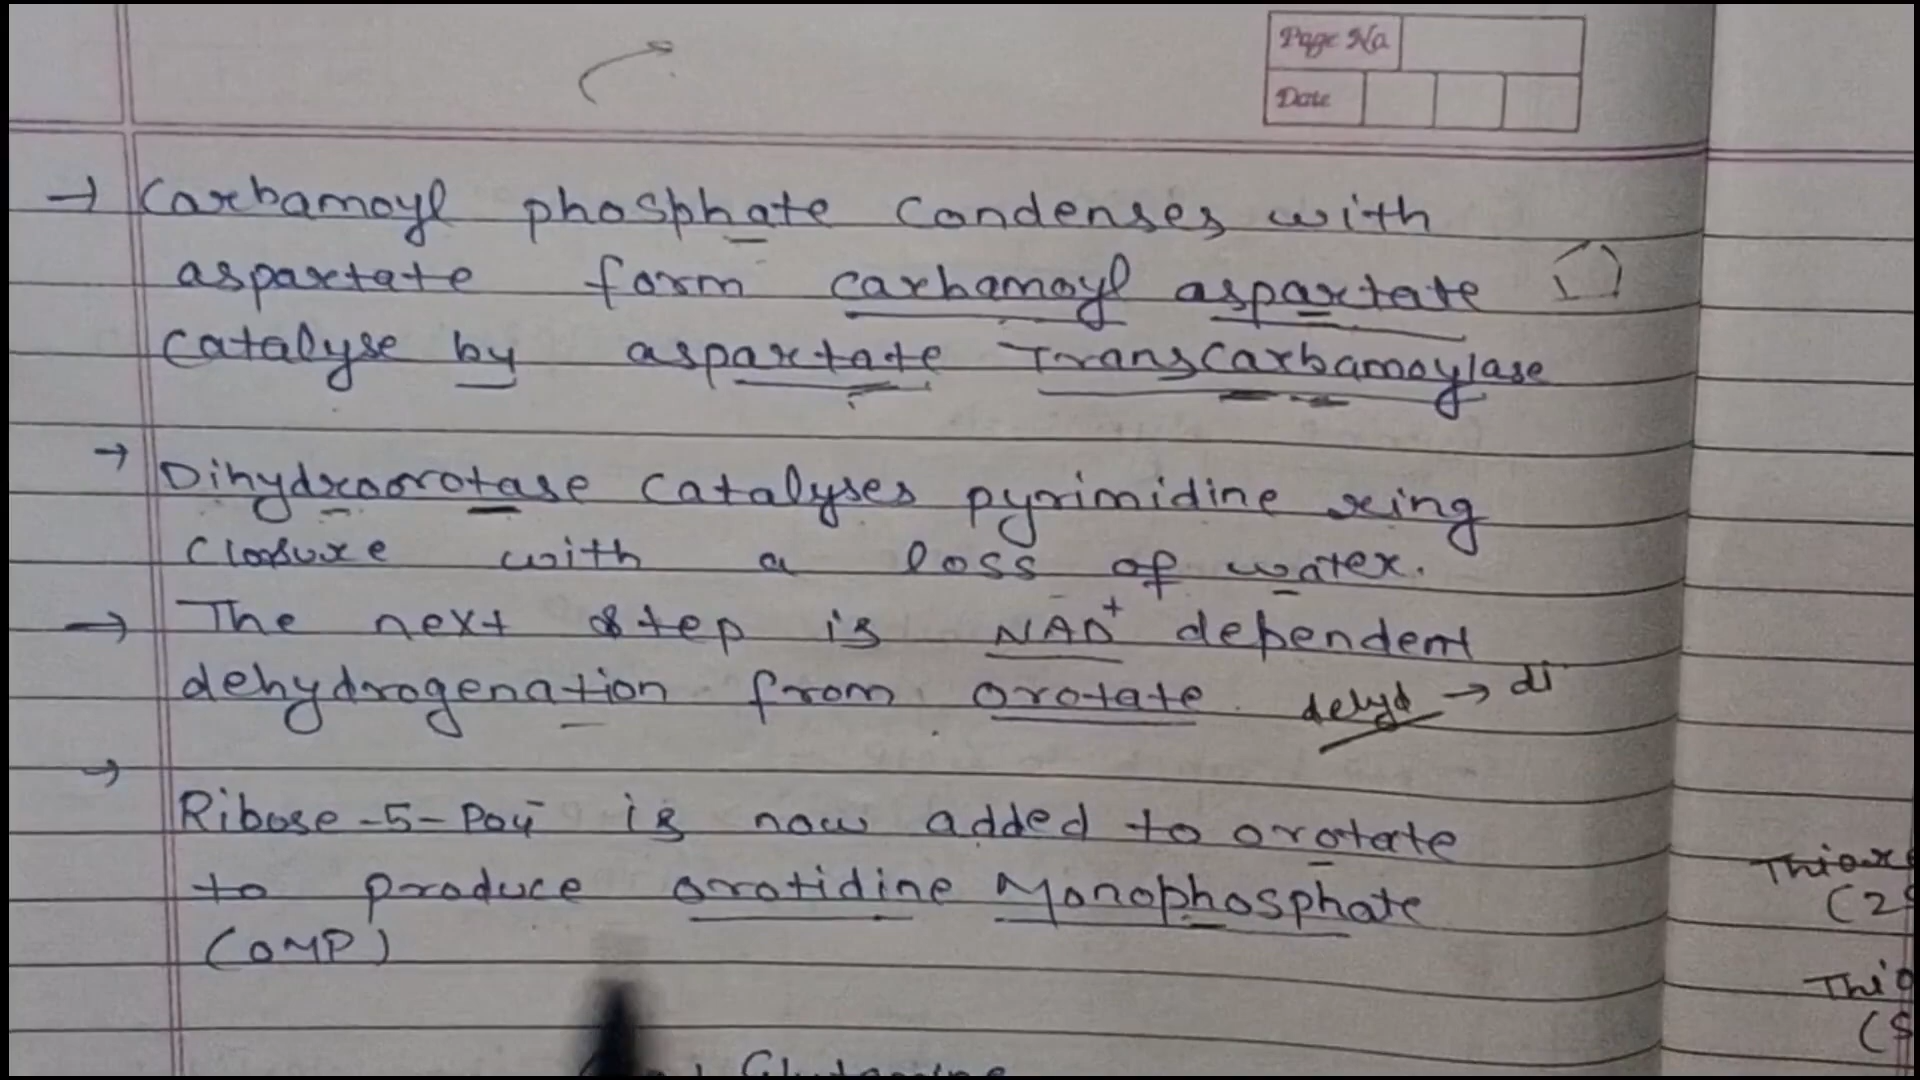 Page No
Date
→ Carbamoyl phosphate condenses with
aspartate form carbamoyl aspartate
catalyse by aspartate Transcarbamoylase
→ Dihydroorotase catalyses pyrimidine ring
closure with a loss of water.
→ The next step is NAD+ dependent
dehydrogenation from orotate.
→ di
→ Ribose-5-Po4- is now added to orotate
to produce orotidine Monophosphate
(OMP)
Glutamine